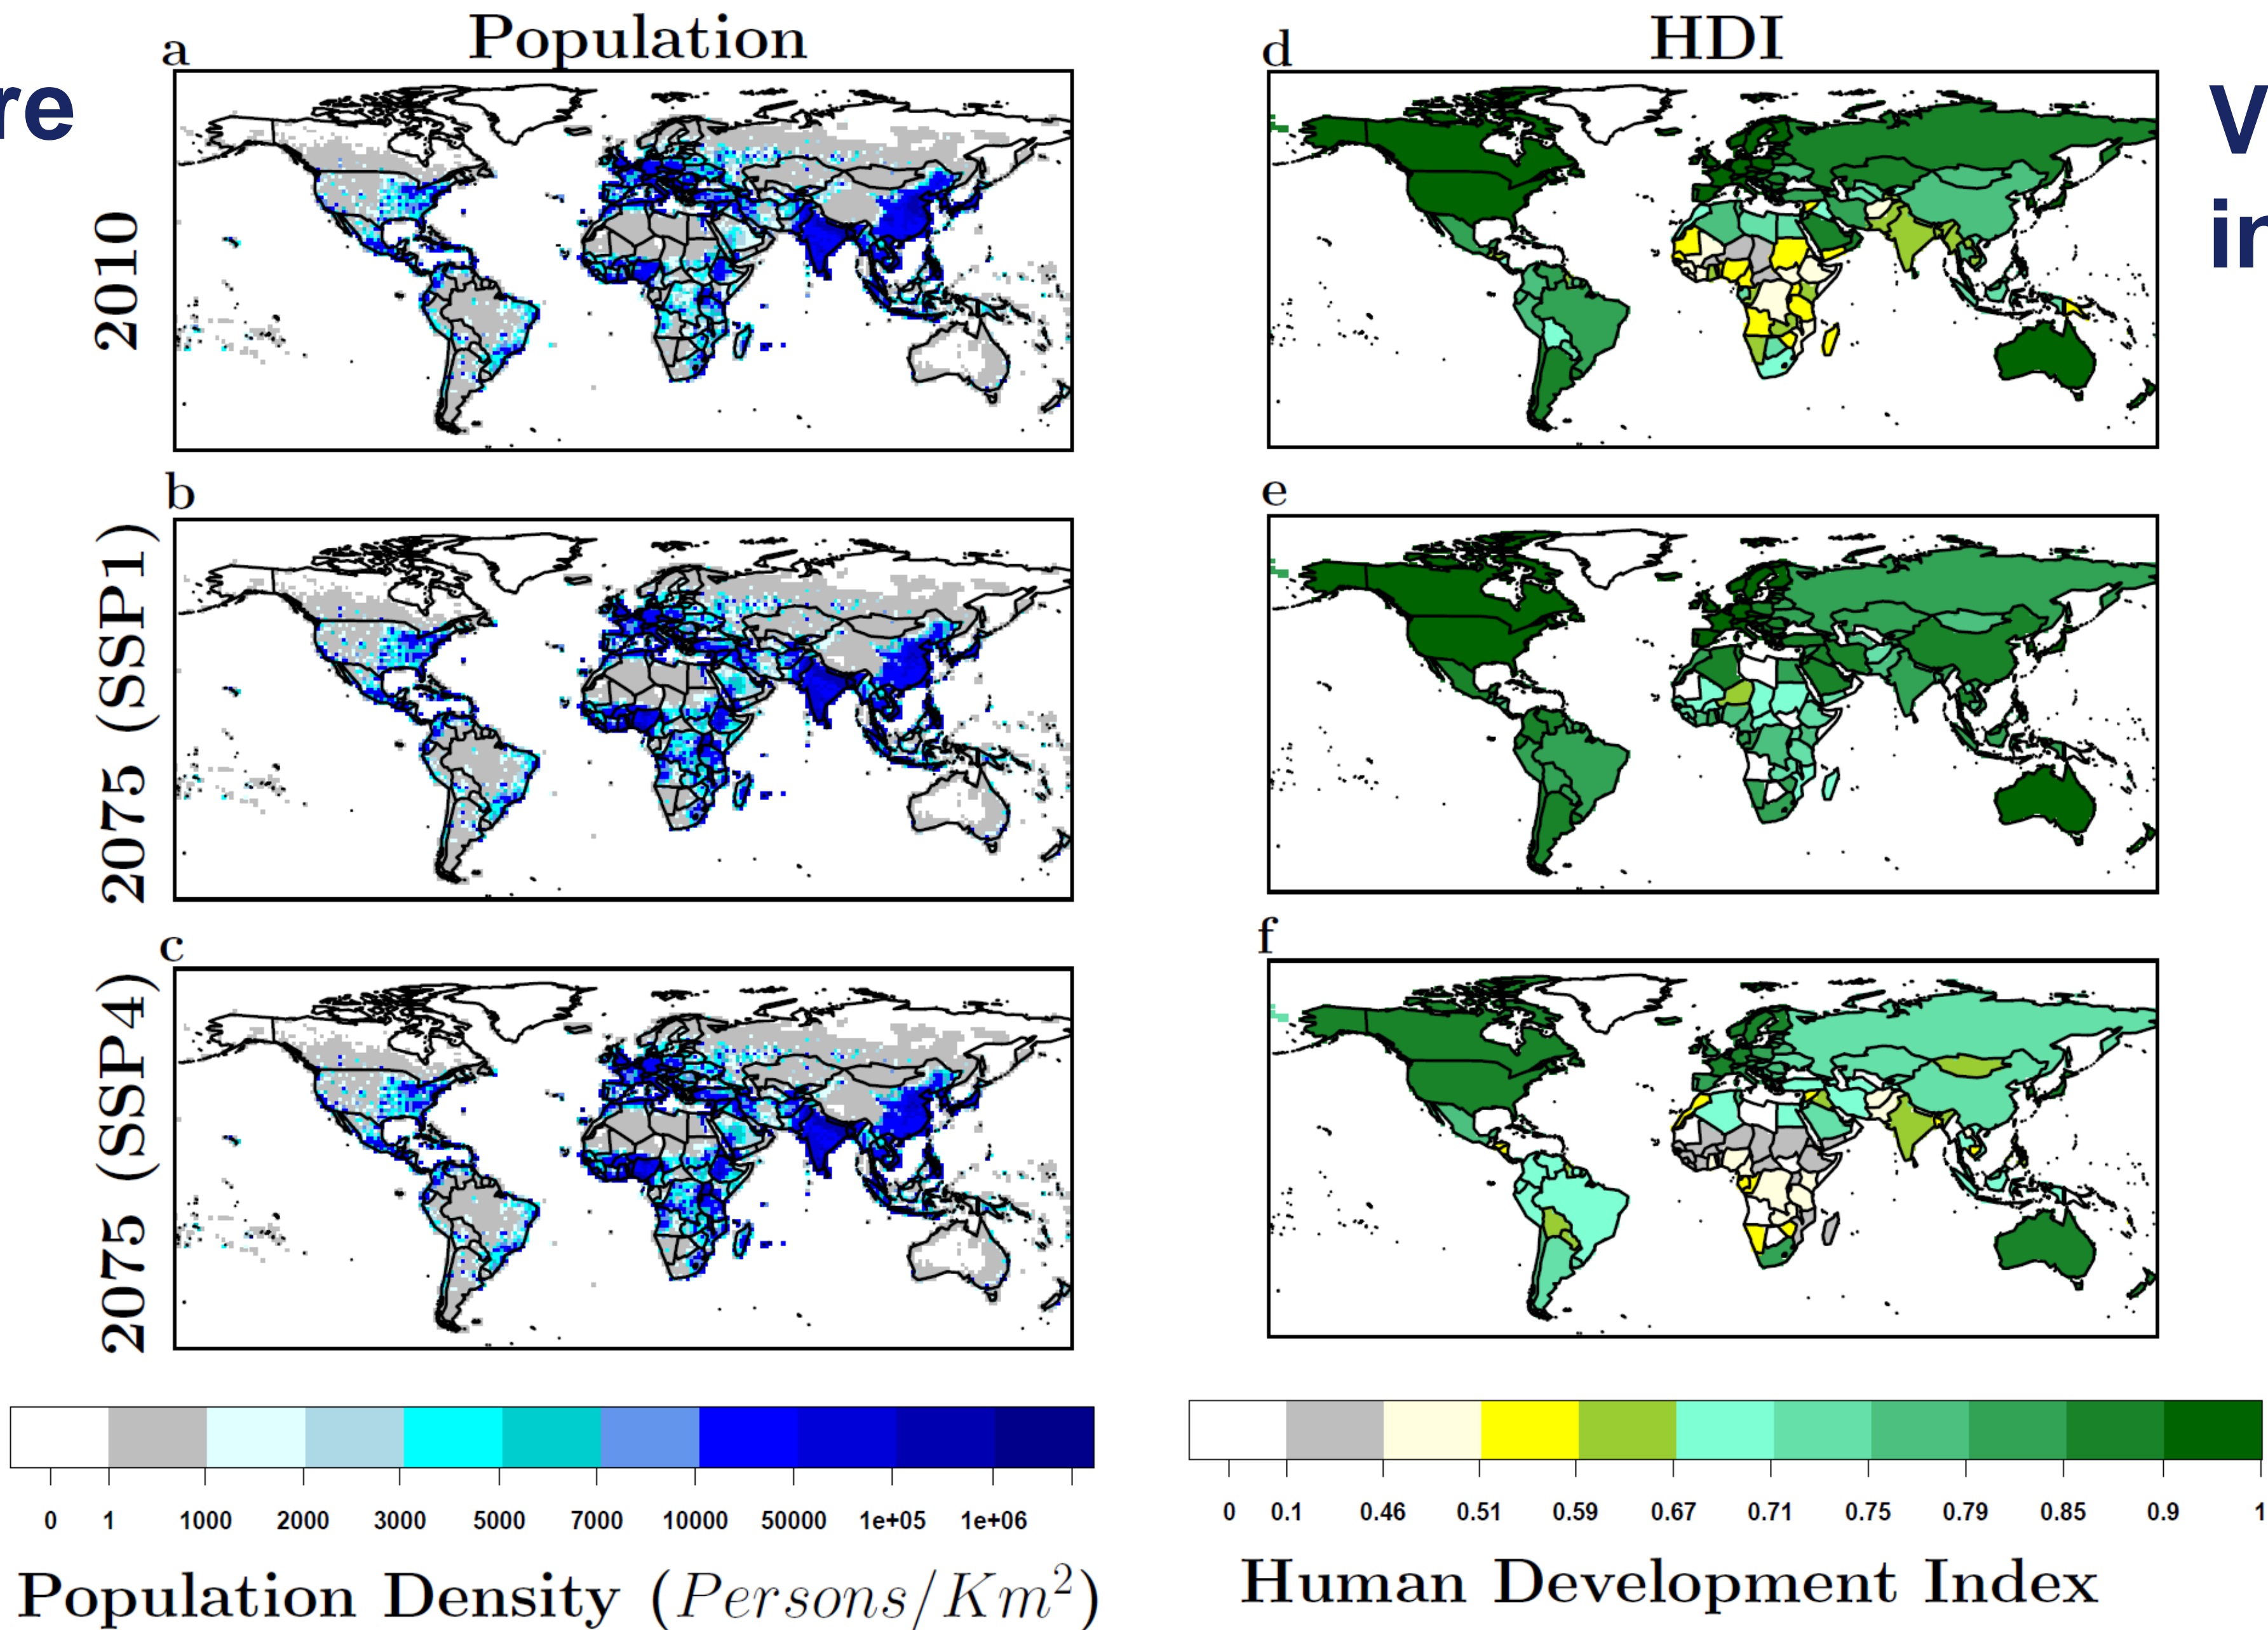 re
V
in
Population
HDI
a
d
2010
b
e
2075 (SSP1)
c
f
2075 (SSP4)
0 1 1000 2000 3000 5000 7000 10000 50000 1e+05 1e+06
0 0.1 0.46 0.51 0.59 0.67 0.71 0.75 0.79 0.85 0.9 1
Population Density (Persons/Km²)
Human Development Index